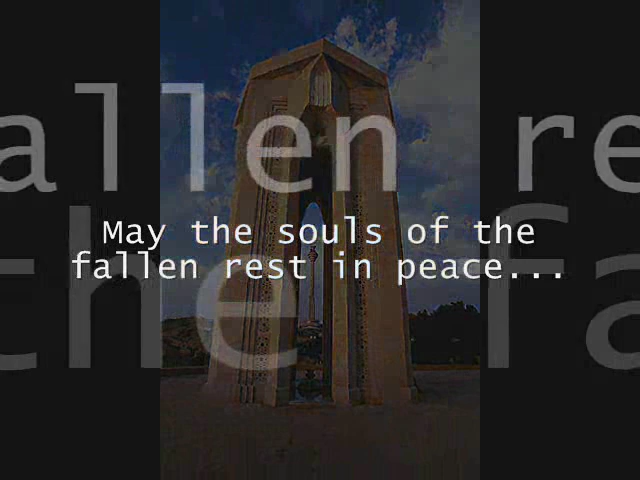 allen re
May the souls of the
fallen rest in peace...
the fa